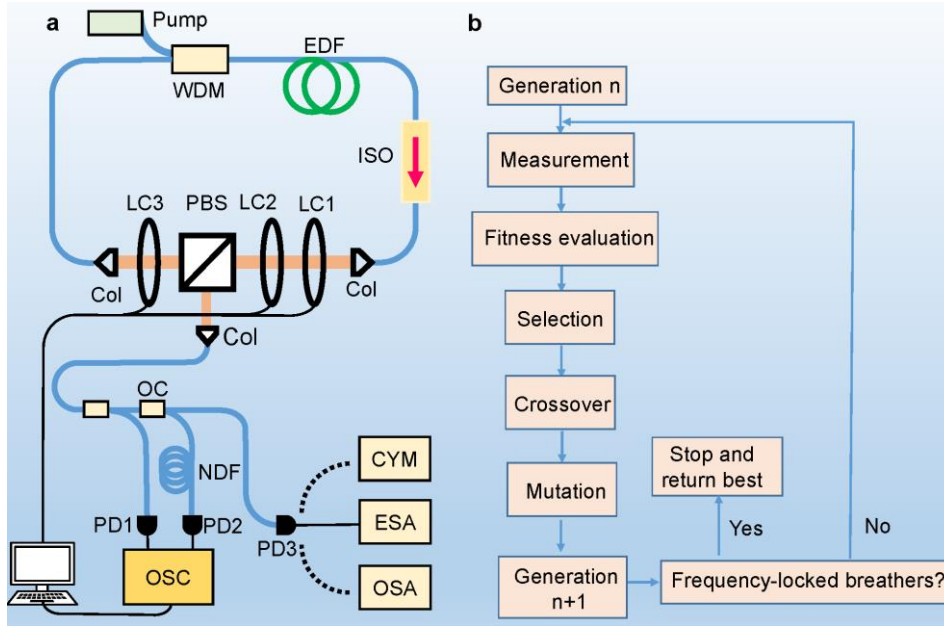 a
Pump
WDM
EDF
ISO
LC3
PBS
LC2
LC1
Col
Col
Col
OC
NDF
PD1
PD2
PD3
OSC
CYM
ESA
OSA
b
Generation n
Measurement
Fitness evaluation
Selection
Crossover
Mutation
Generation
n+1
Stop and
return best
Yes
No
Frequency-locked breathers?